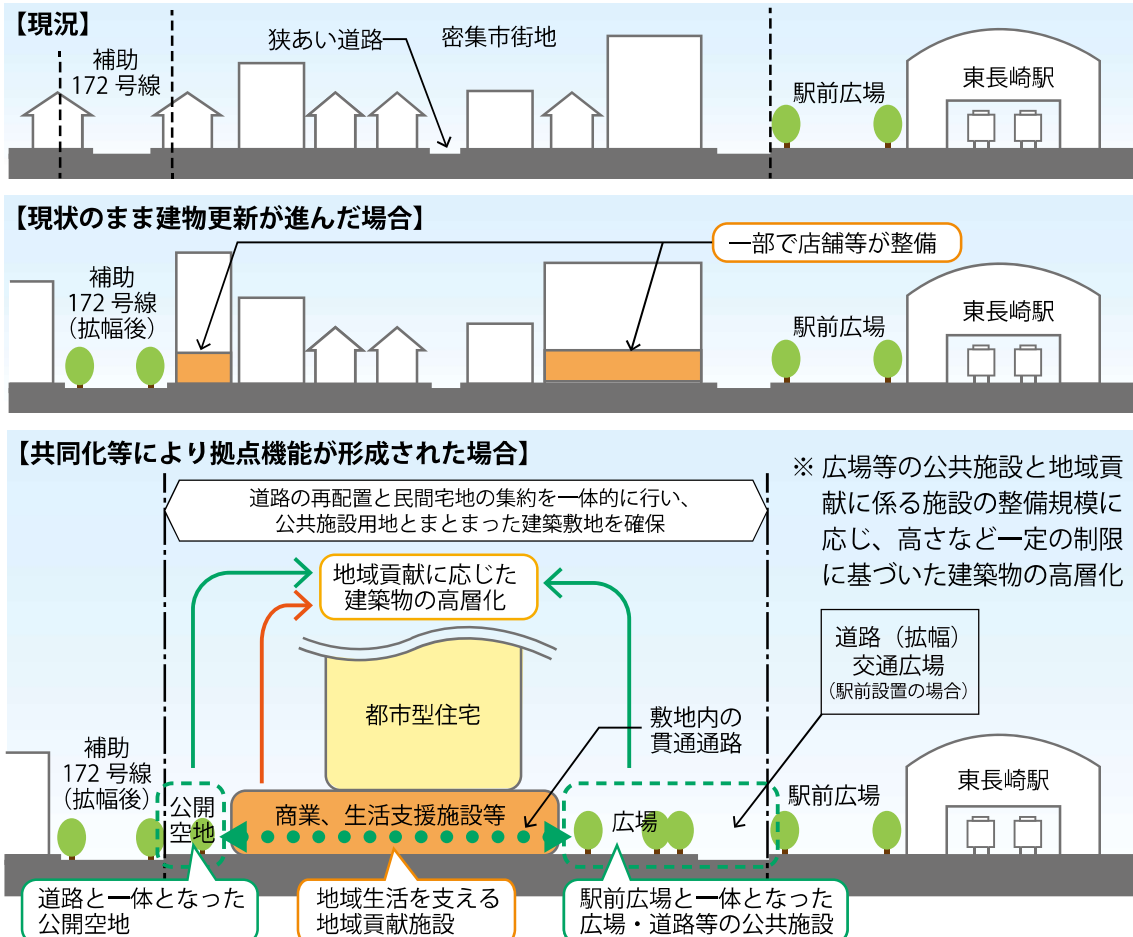 【現況】
補助
172 号線
狭あい道路
密集市街地
駅前広場
東長崎駅
【現状のまま建物更新が進んだ場合】
一部で店舗等が整備
補助
172 号線
（拡幅後）
駅前広場
東長崎駅
【共同化等により拠点機能が形成された場合】
道路の再配置と民間宅地の集約を一体的に行い、
公共施設用地とまとまった建築敷地を確保
※ 広場等の公共施設と地域貢
献に係る施設の整備規模に
応じ、高さなど一定の制限
に基づいた建築物の高層化
地域貢献に応じた
建築物の高層化
道路（拡幅）
交通広場
（駅前設置の場合）
都市型住宅
敷地内の
貫通通路
補助
172 号線
（拡幅後）
公開
空地
商業、生活支援施設等
広場
駅前広場
東長崎駅
道路と一体となった
公開空地
地域生活を支える
地域貢献施設
駅前広場と一体となった
広場・道路等の公共施設